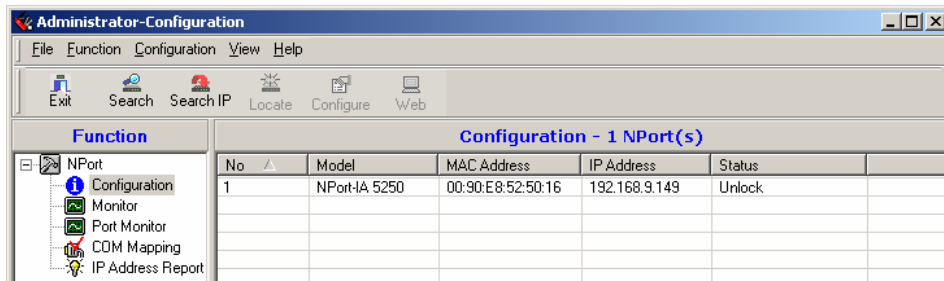 Administrator-Configuration
File Function Configuration View Help
Exit Search Search IP Locate Configure Web
Function
Configuration - 1 NPort(s)
NPort
Configuration
Monitor
Port Monitor
COM Mapping
IP Address Report
No Model MAC Address IP Address Status
1 NPort-IA 5250 00:90:E8:52:50:16 192.168.9.149 Unlock